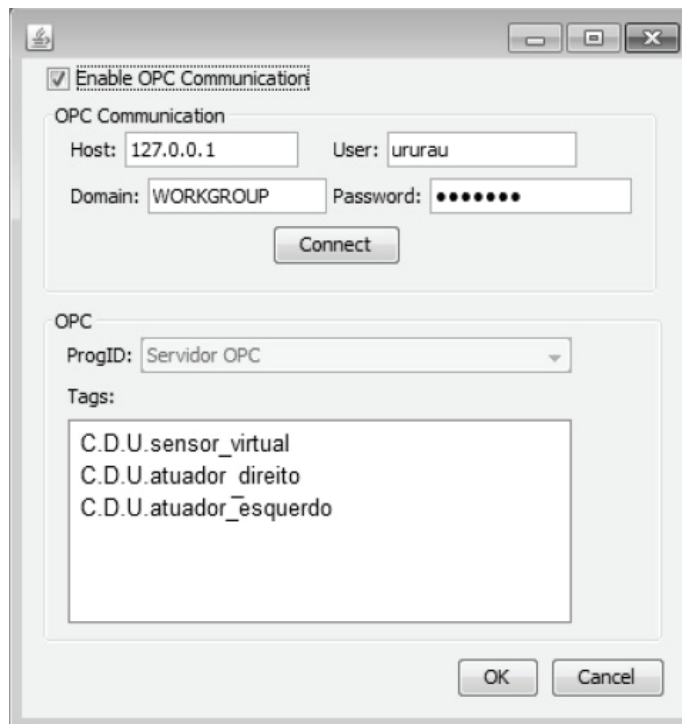 Enable OPC Communication
OPC Communication
Host: 127.0.0.1 User: ururau
Domain: WORKGROUP Password: •••••••
Connect
OPC
ProgID: Servidor OPC
Tags:
C.D.U.sensor_virtual
C.D.U.atuador_direito
C.D.U.atuador_esquerdo
OK Cancel